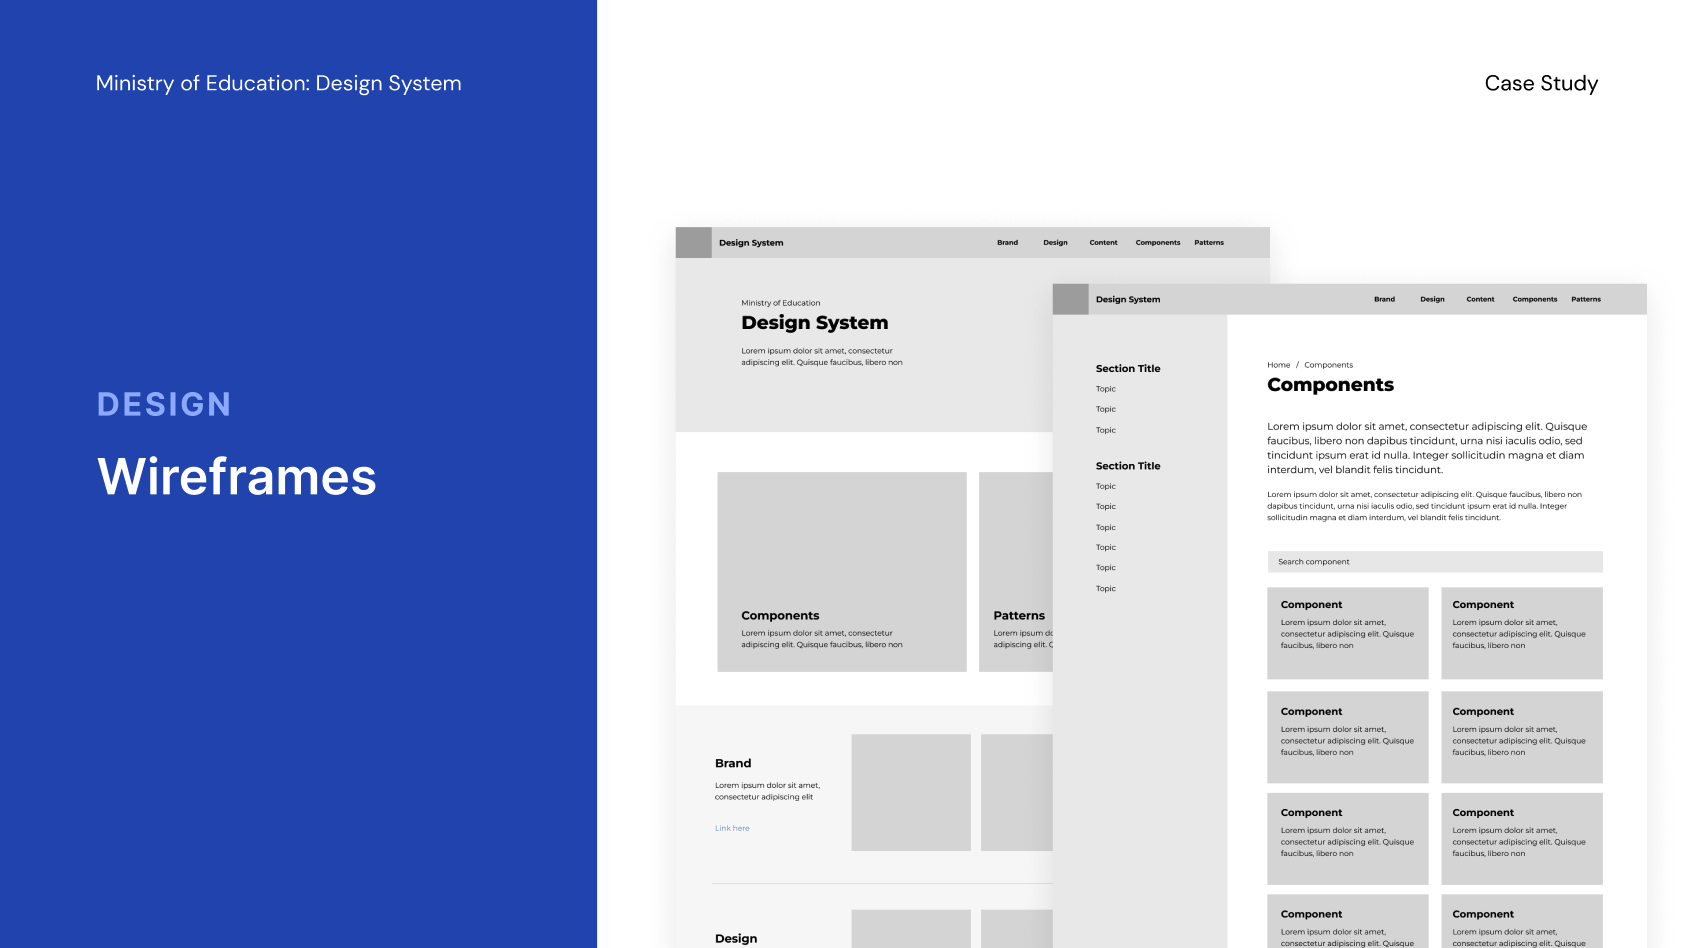 Ministry of Education: Design System
Case Study
DESIGN
Wireframes
Design System
Brand
Design
Content
Components
Patterns
Ministry of Education
Design System
Lorem ipsum dolor sit amet, consectetur
adipiscing elit. Quisque faucibus, libero non
Components
Lorem ipsum dolor sit amet, consectetur
adipiscing elit. Quisque faucibus, libero non
Patterns
Lorem ipsum
adipiscing elit.
Brand
Lorem ipsum dolor sit amet,
consectetur adipiscing elit
Link here
Design
Design System
Brand
Design
Content
Components
Patterns
Section Title
Topic
Topic
Topic
Section Title
Topic
Topic
Topic
Topic
Topic
Topic
Home / Components
Components
Lorem ipsum dolor sit amet, consectetur adipiscing elit. Quisque
faucibus, libero non dapibus tincidunt, urna nisi iaculis odio, sed
tincidunt ipsum erat id nulla. Integer sollicitudin magna et diam
interdum, vel blandit felis tincidunt.
Lorem ipsum dolor sit amet, consectetur adipiscing elit. Quisque faucibus, libero non
dapibus tincidunt, urna nisi iaculis odio, sed tincidunt ipsum erat id nulla. Integer
sollicitudin magna et diam interdum, vel blandit felis tincidunt.
Search component
Component
Lorem ipsum dolor sit amet,
consectetur adipiscing elit. Quisque
faucibus, libero non
Component
Lorem ipsum dolor sit amet,
consectetur adipiscing elit. Quisque
faucibus, libero non
Component
Lorem ipsum dolor sit amet,
consectetur adipiscing elit. Quisque
faucibus, libero non
Component
Lorem ipsum dolor sit amet,
consectetur adipiscing elit. Quisque
faucibus, libero non
Component
Lorem ipsum dolor sit amet,
consectetur adipiscing elit. Quisque
faucibus, libero non
Component
Lorem ipsum dolor sit amet,
consectetur adipiscing elit. Quisque
faucibus, libero non
Component
Lorem ipsum dolor sit amet,
consectetur adipiscing elit. Quisque
Component
Lorem ipsum dolor sit amet,
consectetur adipiscing elit. Quisque